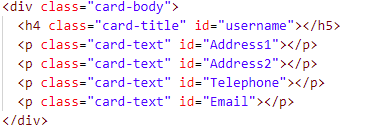 <div class="card-body">
<h4 class="card-title" id="username"></h5>
<p class="card-text" id="Address1"></p>
<p class="card-text" id="Address2"></p>
<p class="card-text" id="Telephone"></p>
<p class="card-text" id="Email"></p>
</div>